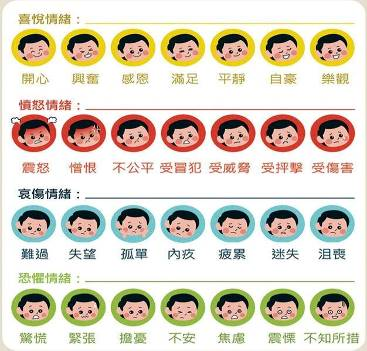 喜悅情緒：
開心 興奮 感恩 滿足 平靜 自豪 樂觀
憤怒情緒：
震怒 憎恨 不公平 受冒犯 受威脅 受抨擊 受傷害
哀傷情緒：
難過 失望 孤單 內疚 疲累 迷失 沮喪
恐懼情緒：
驚慌 緊張 擔憂 不安 焦慮 震慄 不知所措